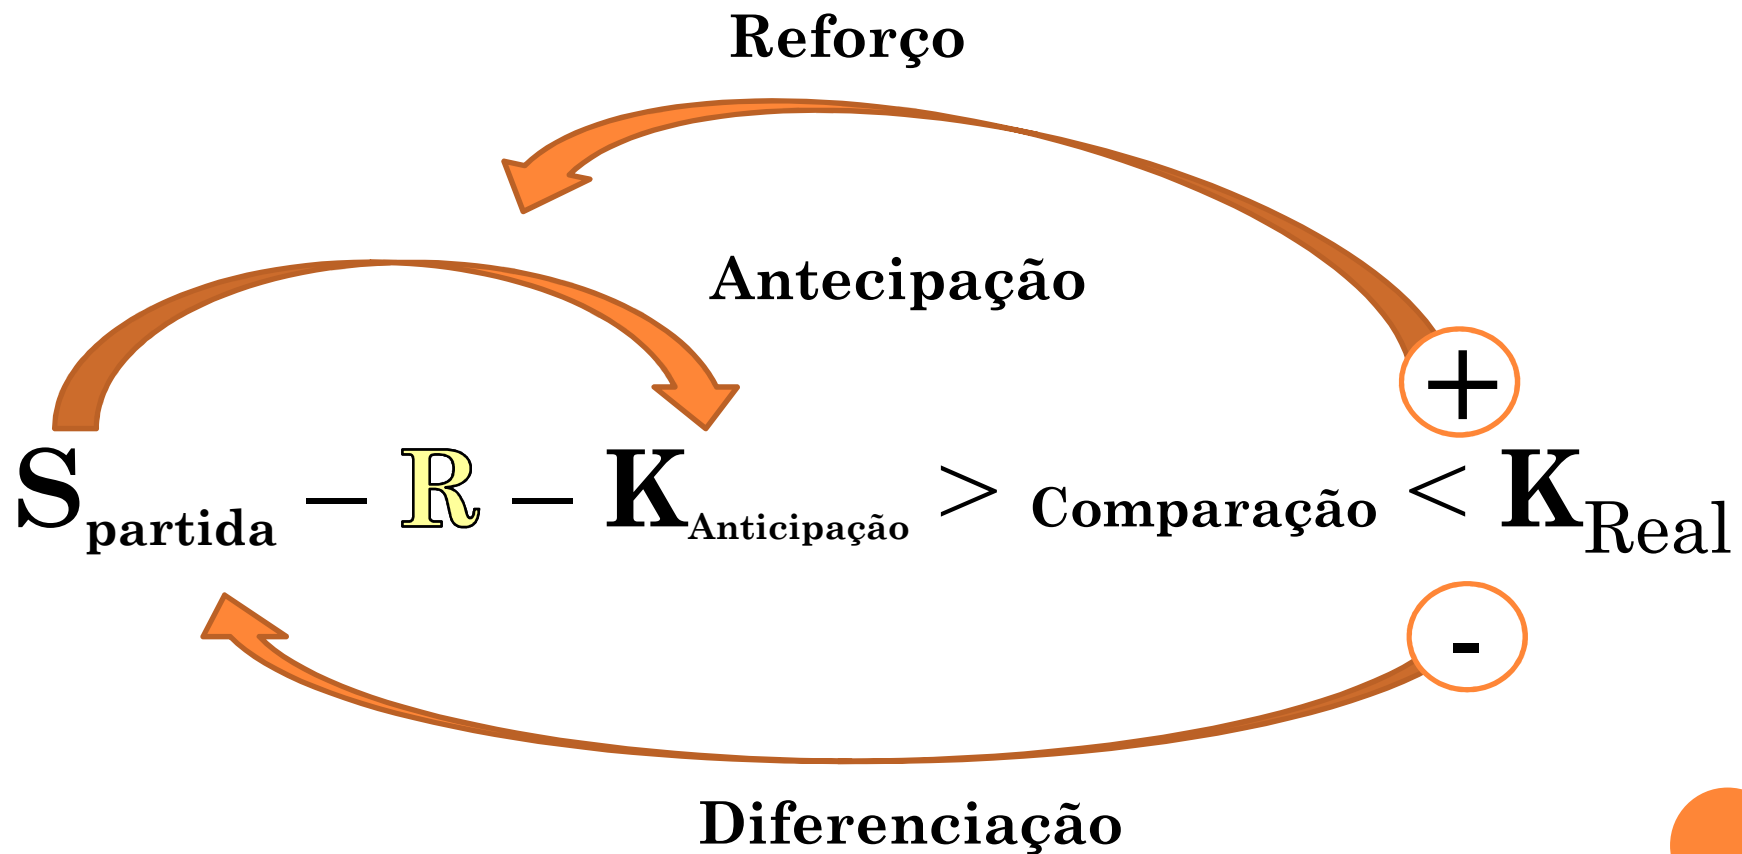 Reforço
Antecipação
+
S partida – R – K Anticipação > Comparação < K Real
-
Diferenciação